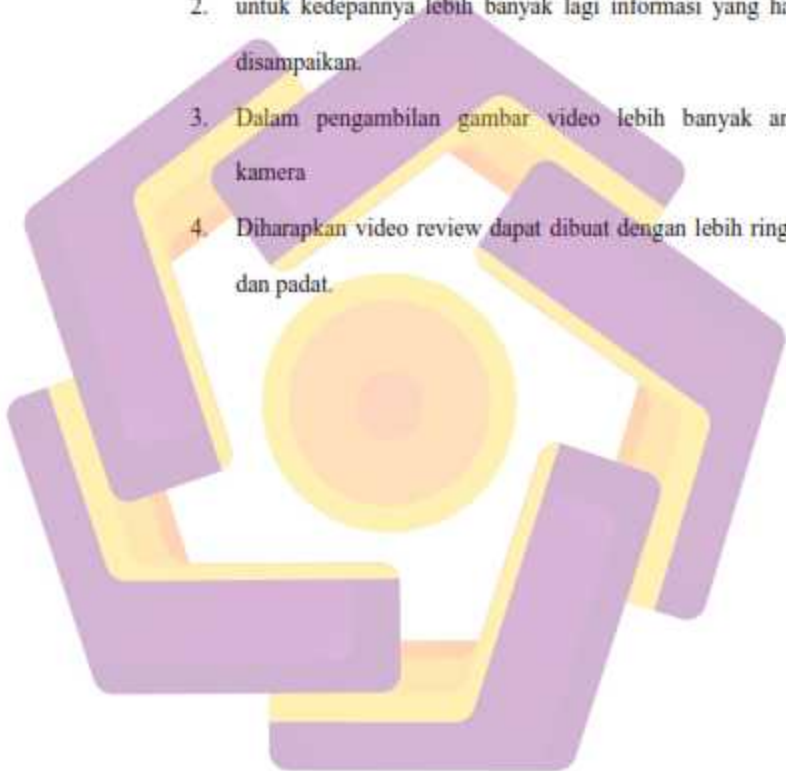 2. untuk kedepannya lebih banyak lagi informasi yang
disampaikan.
3. Dalam pengambilan gambar video lebih banyak
kamera
4. Diharapkan video review dapat dibuat dengan lebih
dan padat.